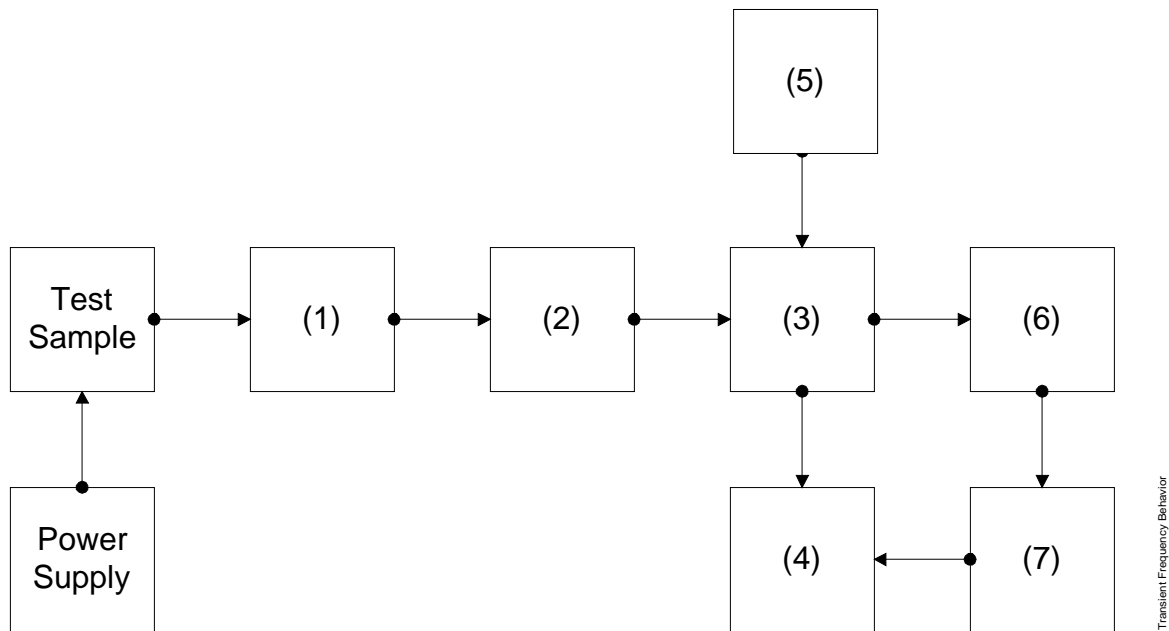 (5)
Test
Sample
(1)
(2)
(3)
(6)
Power
Supply
(4)
(7)
Transient Frequency Behavior